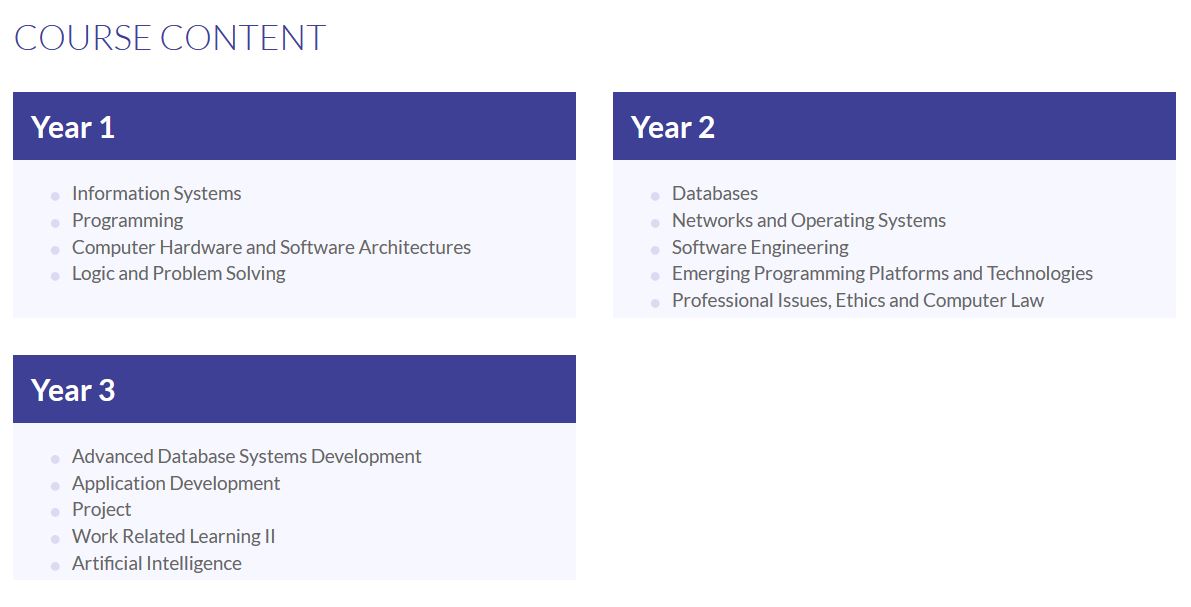 COURSE CONTENT
Year 1
Information Systems
Programming
Computer Hardware and Software Architectures
Logic and Problem Solving
Year 2
Databases
Networks and Operating Systems
Software Engineering
Emerging Programming Platforms and Technologies
Professional Issues, Ethics and Computer Law
Year 3
Advanced Database Systems Development
Application Development
Project
Work Related Learning II
Artificial Intelligence